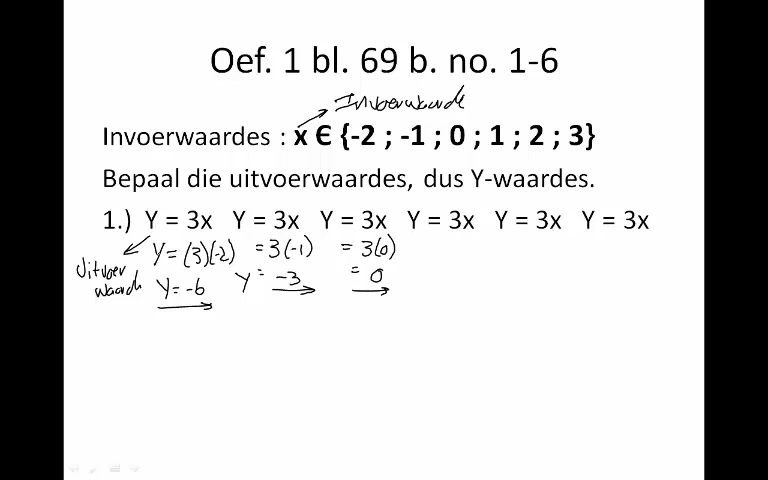 Oef. 1 bl. 69 b. no. 1-6
Invoerwaarde
Invoerwaardes : x Є {-2 ; -1 ; 0 ; 1 ; 2 ; 3}
Bepaal die uitvoerwaardes, dus Y-waardes.
1.) Y = 3x Y = 3x Y = 3x Y = 3x Y = 3x Y = 3x
Y = (3)(-2) = 3(-1) = 3(0)
Uitvoer
waarde Y = -6 Y = -3 = 0